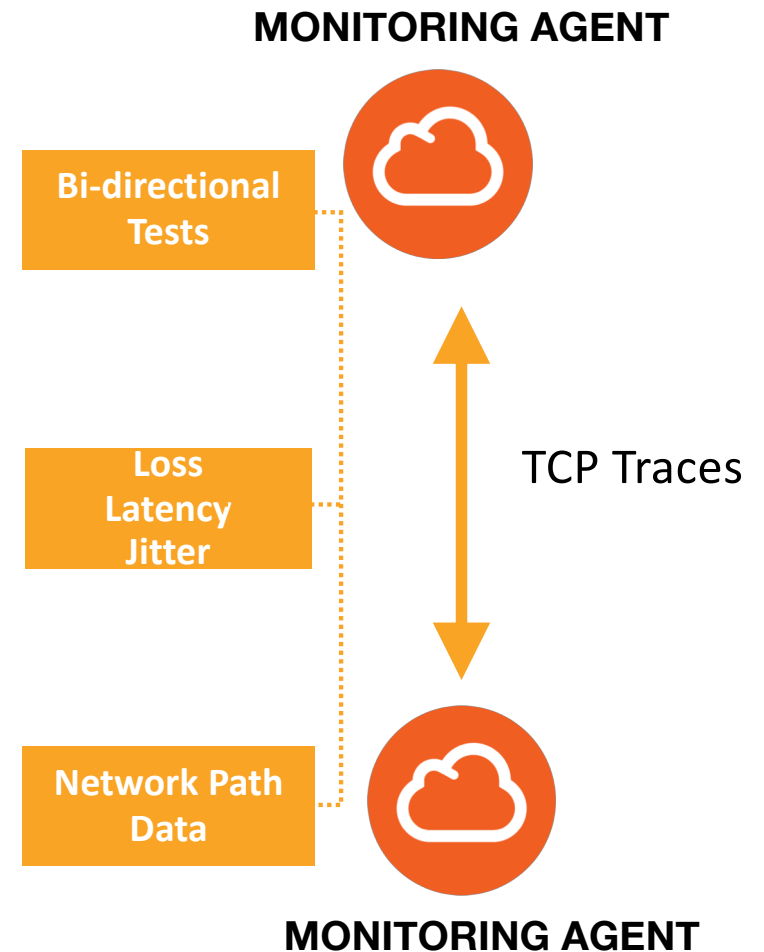 MONITORING AGENT
Bi-directional
Tests
Loss
Latency
Jitter
TCP Traces
Network Path
Data
MONITORING AGENT